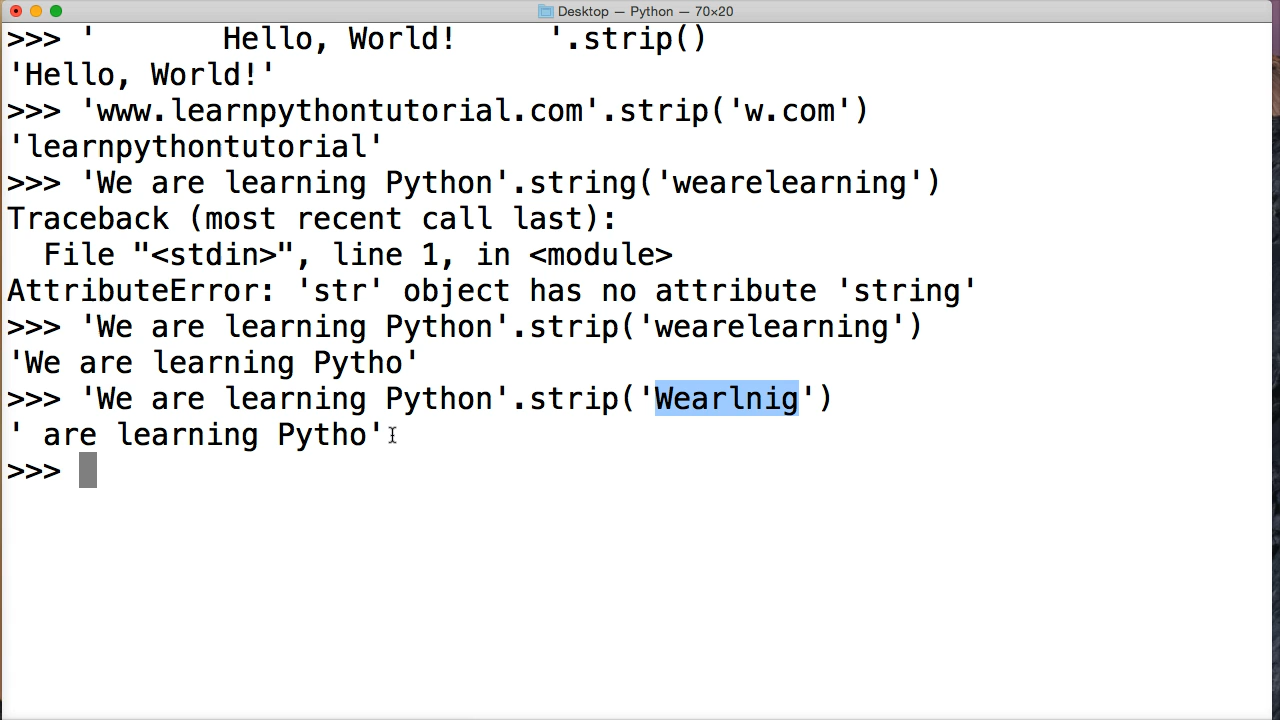 Desktop — Python — 70×20
>>> '       Hello, World!     '.strip()
'Hello, World!'
>>> 'www.learnpythontutorial.com'.strip('w.com')
'learnpythontutorial'
>>> 'We are learning Python'.string('wearelearning')
Traceback (most recent call last):
  File "<stdin>", line 1, in <module>
AttributeError: 'str' object has no attribute 'string'
>>> 'We are learning Python'.strip('wearelearning')
'We are learning Pytho'
>>> 'We are learning Python'.strip('Wearlnig')
' are learning Pytho'
>>>